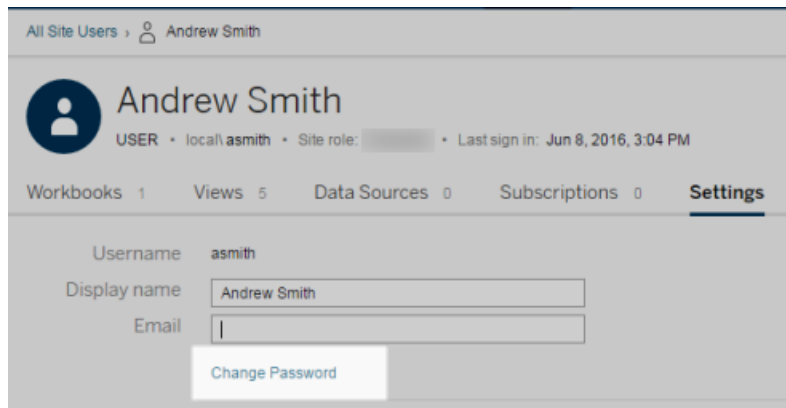 All Site Users › Andrew Smith
Andrew Smith
USER • local\ asmith • Site role: • Last sign in: Jun 8, 2016, 3:04 PM
Workbooks 1 Views 5 Data Sources 0 Subscriptions 0 Settings
Username asmith
Display name Andrew Smith
Email
Change Password